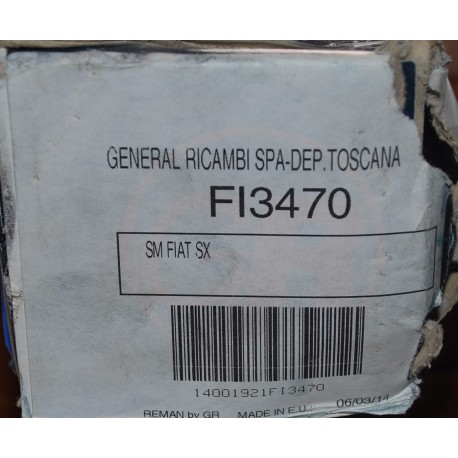 GENERAL RICAMBI SPA-DEP.TOSCANA
FI3470
SM FIAT SX
14001921FI3470
REMAN by GR MADE IN E.U.: 06/03/14